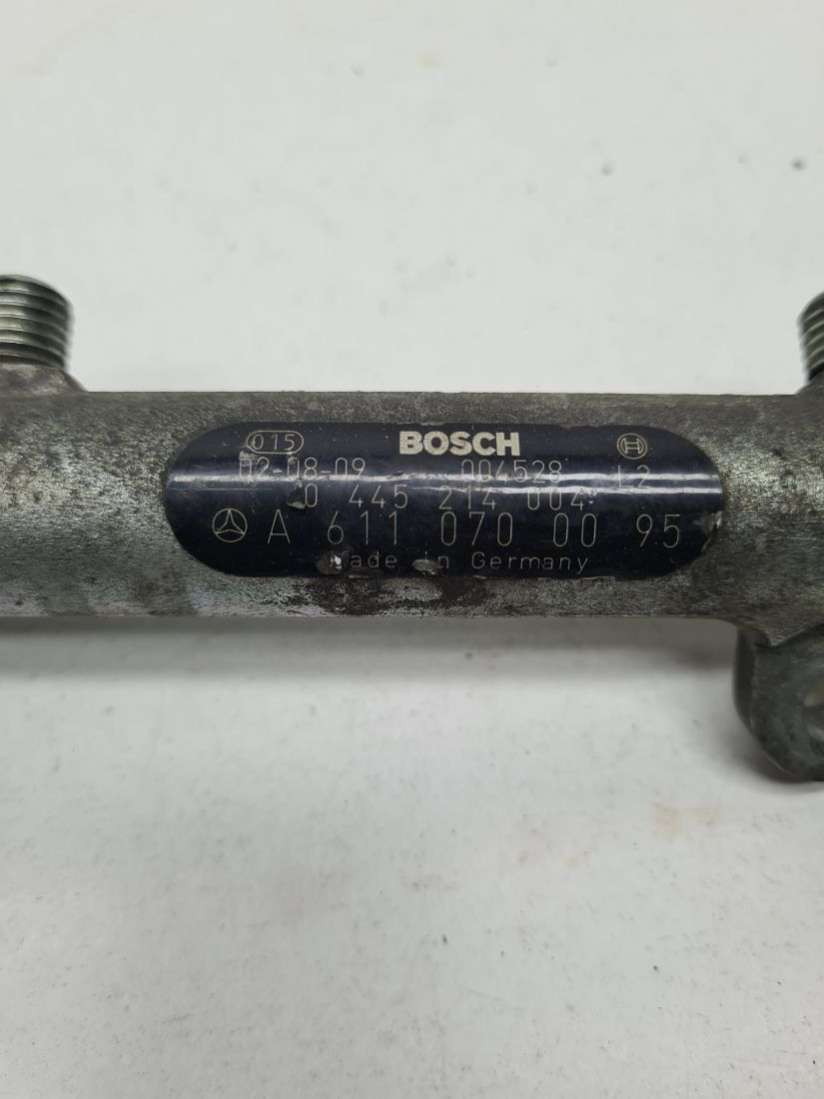 015 BOSCH
02-08-09 004528 L2
0 445 214 004
A 611 070 00 95
Made in Germany